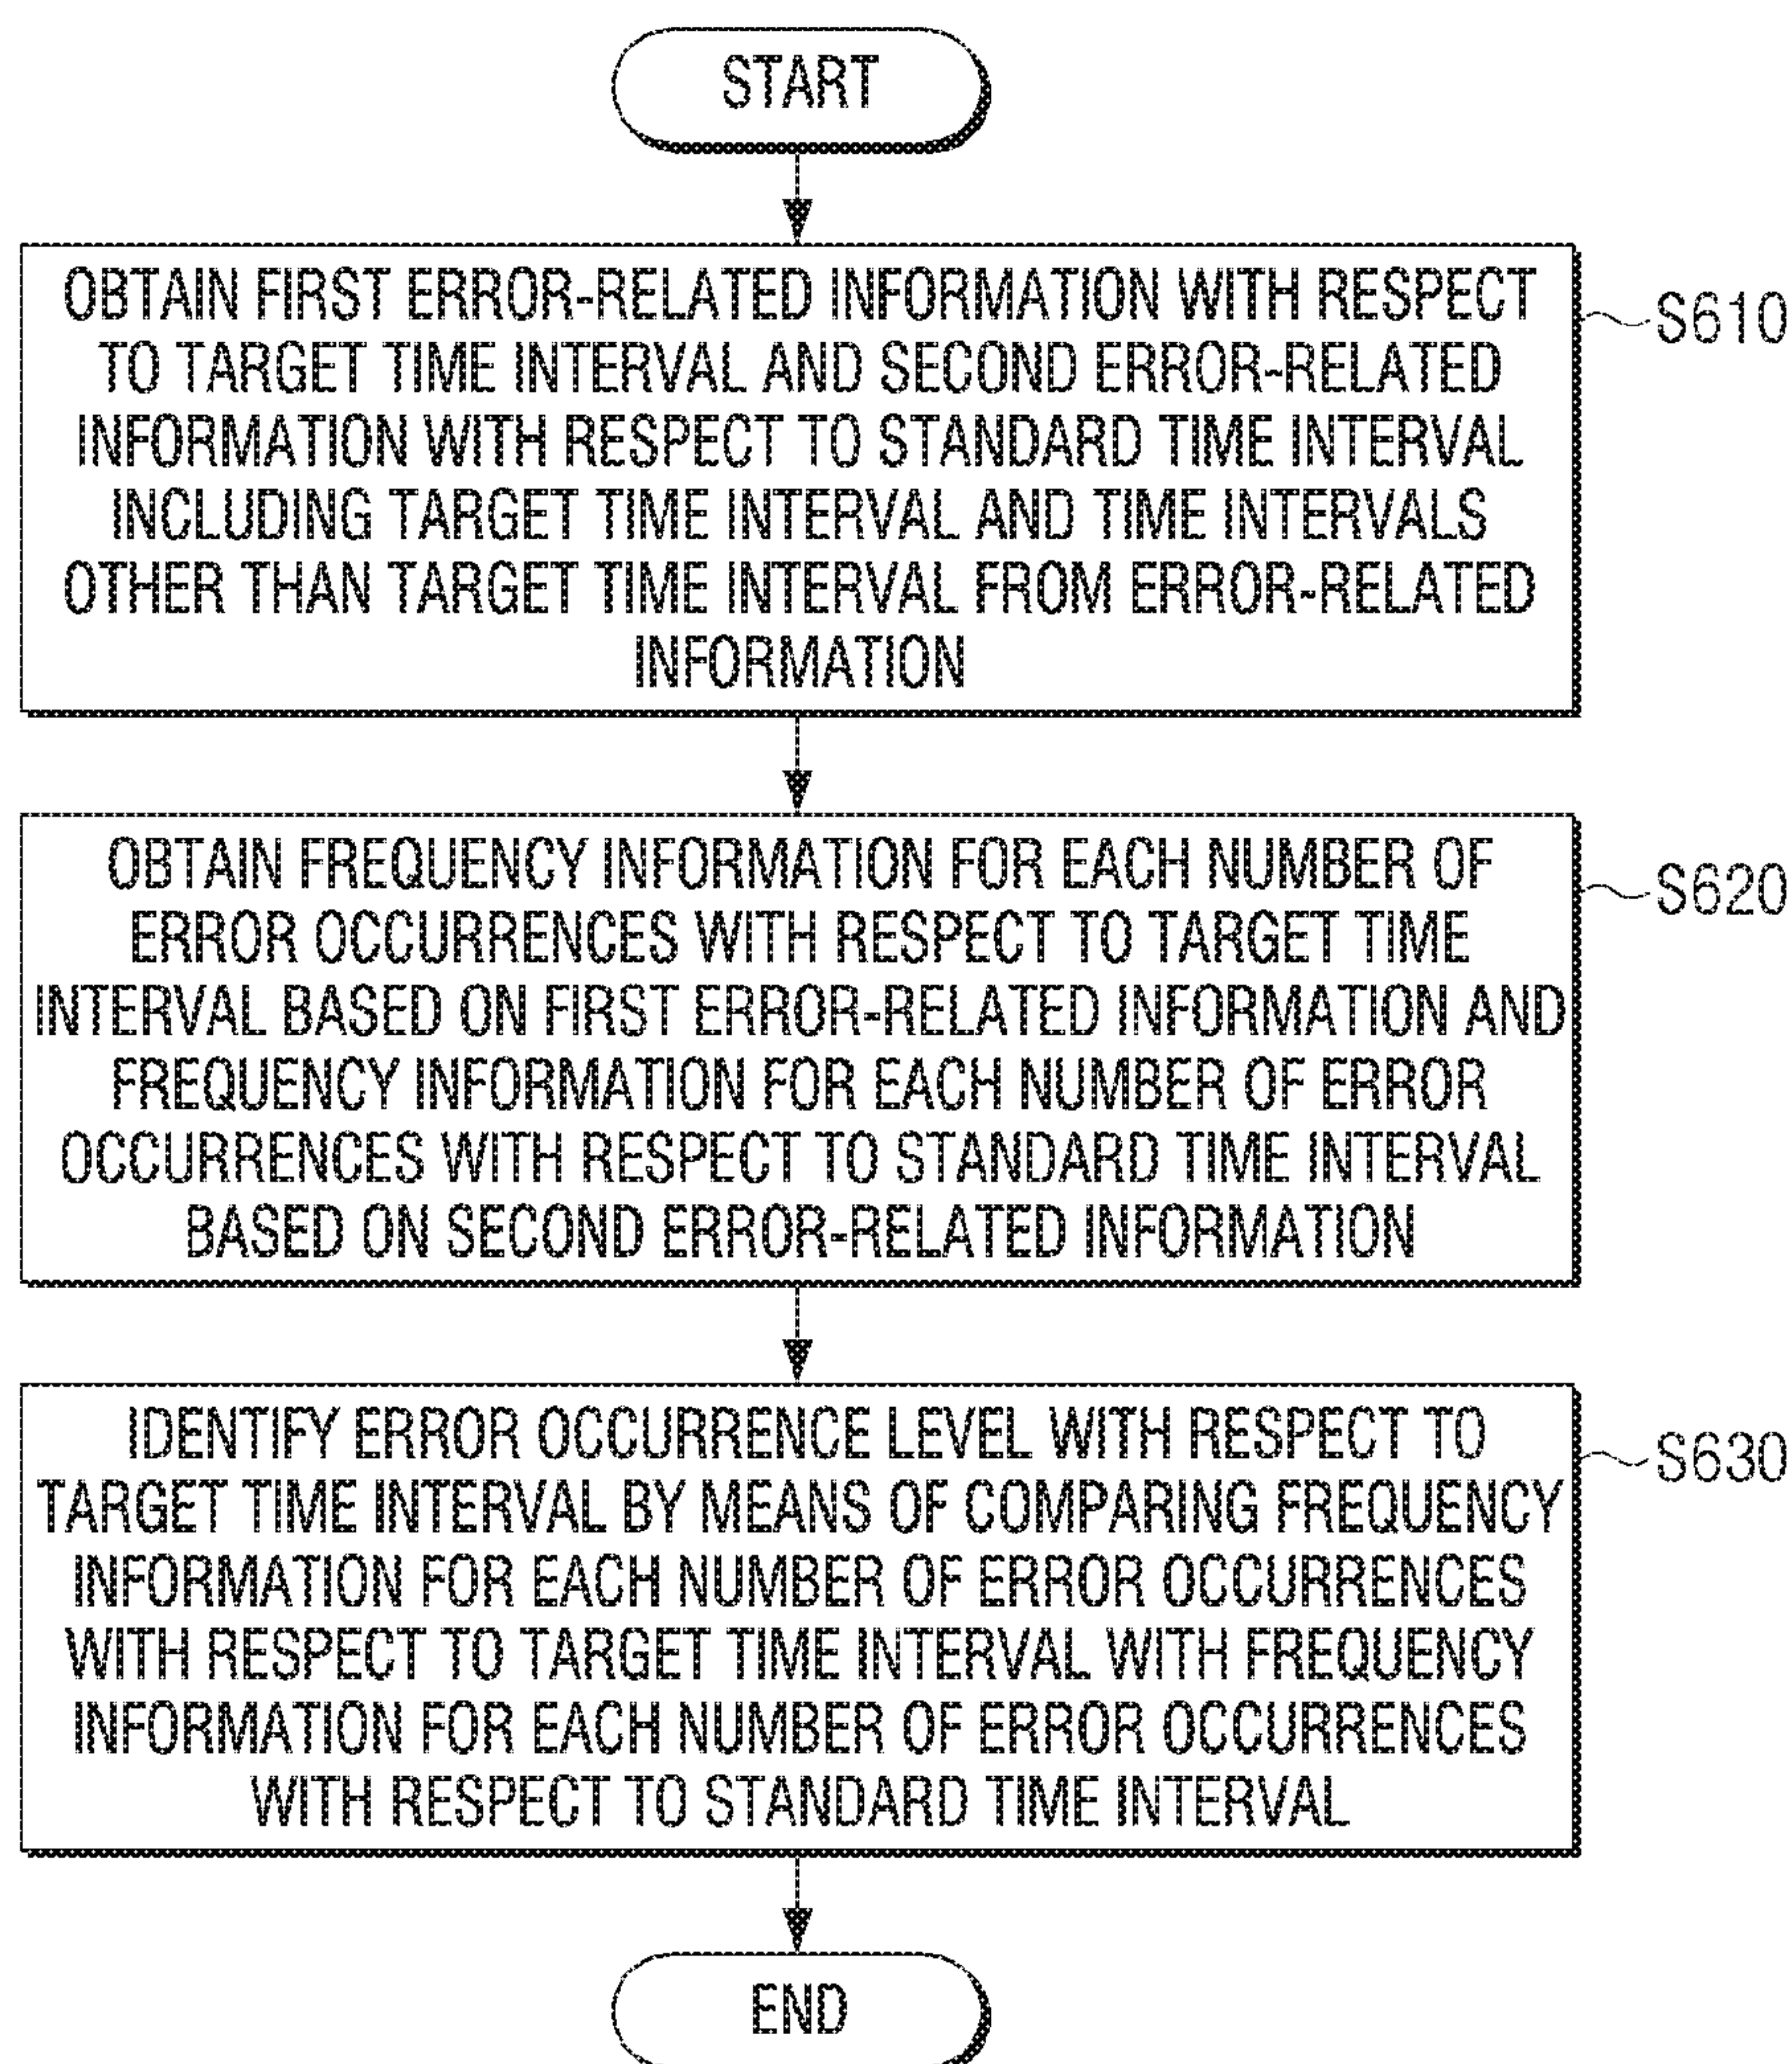 START
OBTAIN FIRST ERROR-RELATED INFORMATION WITH RESPECT
TO TARGET TIME INTERVAL AND SECOND ERROR-RELATED
INFORMATION WITH RESPECT TO STANDARD TIME INTERVAL
INCLUDING TARGET TIME INTERVAL AND TIME INTERVALS
OTHER THAN TARGET TIME INTERVAL FROM ERROR-RELATED
INFORMATION
S610
OBTAIN FREQUENCY INFORMATION FOR EACH NUMBER OF
ERROR OCCURRENCES WITH RESPECT TO TARGET TIME
INTERVAL BASED ON FIRST ERROR-RELATED INFORMATION AND
FREQUENCY INFORMATION FOR EACH NUMBER OF ERROR
OCCURRENCES WITH RESPECT TO STANDARD TIME INTERVAL
BASED ON SECOND ERROR-RELATED INFORMATION
S620
IDENTIFY ERROR OCCURRENCE LEVEL WITH RESPECT TO
TARGET TIME INTERVAL BY MEANS OF COMPARING FREQUENCY
INFORMATION FOR EACH NUMBER OF ERROR OCCURRENCES
WITH RESPECT TO TARGET TIME INTERVAL WITH FREQUENCY
INFORMATION FOR EACH NUMBER OF ERROR OCCURRENCES
WITH RESPECT TO STANDARD TIME INTERVAL
S630
END